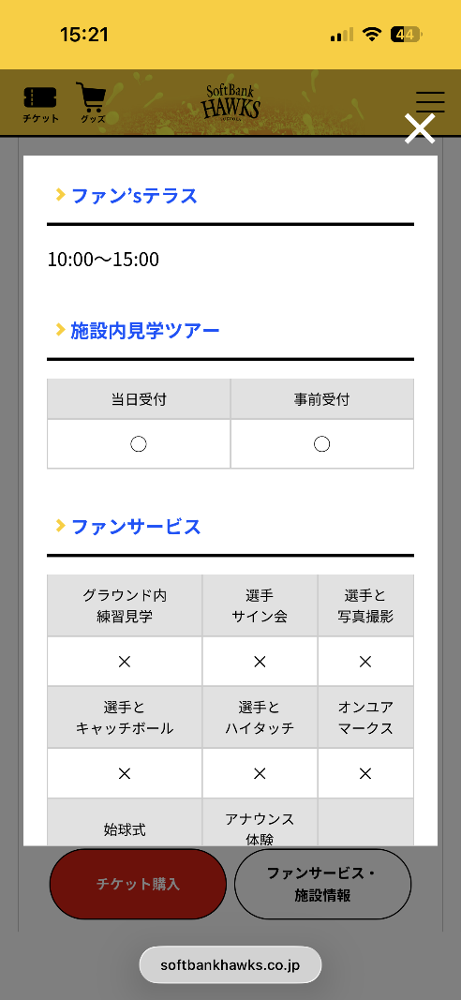 15:21
44
チケット
グッズ
SoftBank
HAWKS
ファン’sテラス
10:00～15:00
施設内見学ツアー
当日受付 事前受付
○ ○
ファンサービス
グラウンド内
練習見学
選手
サイン会
選手と
写真撮影
× × ×
選手と
キャッチボール
選手と
ハイタッチ
オンユア
マークス
× × ×
始球式
アナウンス
体験
チケット購入
ファンサービス・
施設情報
softbankhawks.co.jp